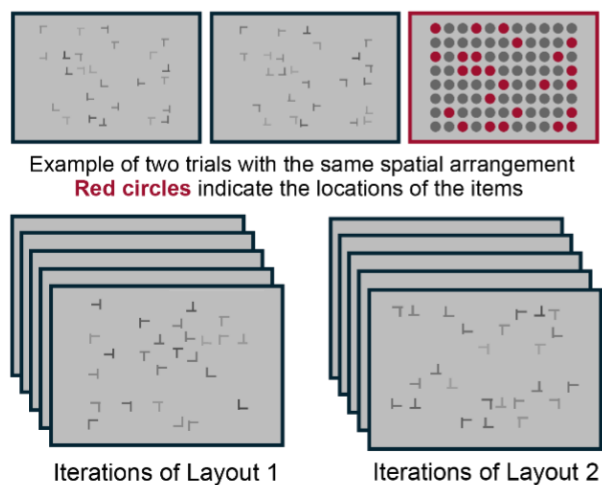 Example of two trials with the same spatial arrangement
Red circles indicate the locations of the items
Iterations of Layout 1
Iterations of Layout 2